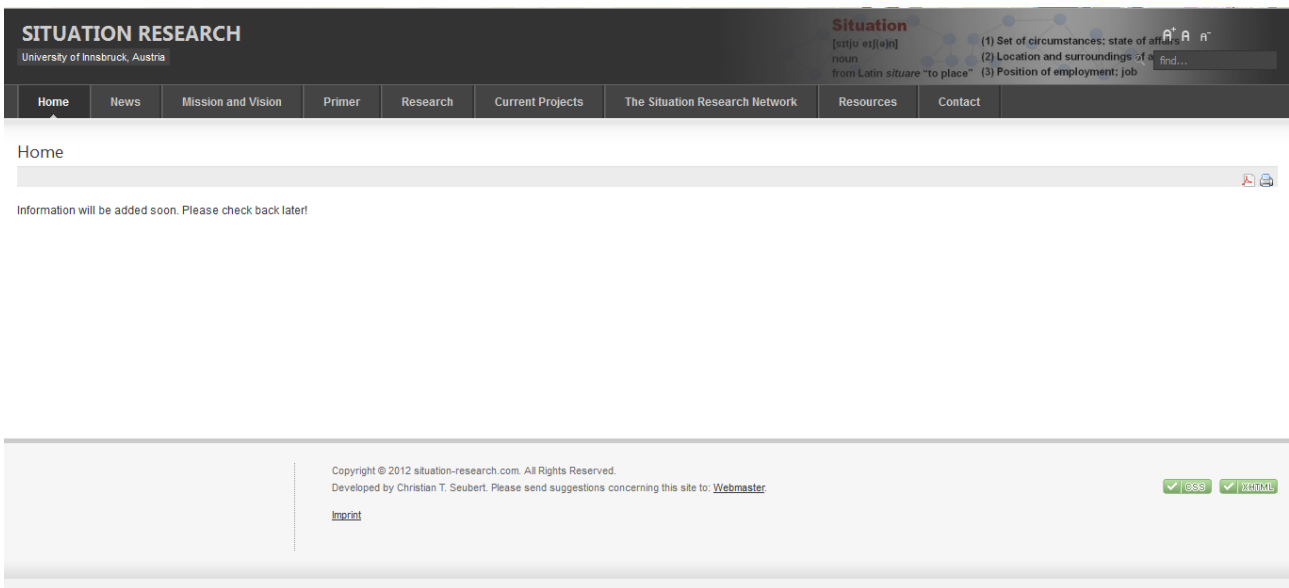 SITUATION RESEARCH
University of Innsbruck, Austria
Situation
noun
from Latin situare "to place"
(1) Set of circumstances; state of affairs
(2) Location and surroundings of a
(3) Position of employment; job
A+ A A-
find...
Home News Mission and Vision Primer Research Current Projects The Situation Research Network Resources Contact
Home
Information will be added soon. Please check back later!
Copyright © 2012 situation-research.com. All Rights Reserved.
Developed by Christian T. Seubert. Please send suggestions concerning this site to: Webmaster.
Imprint
CSS XHTML